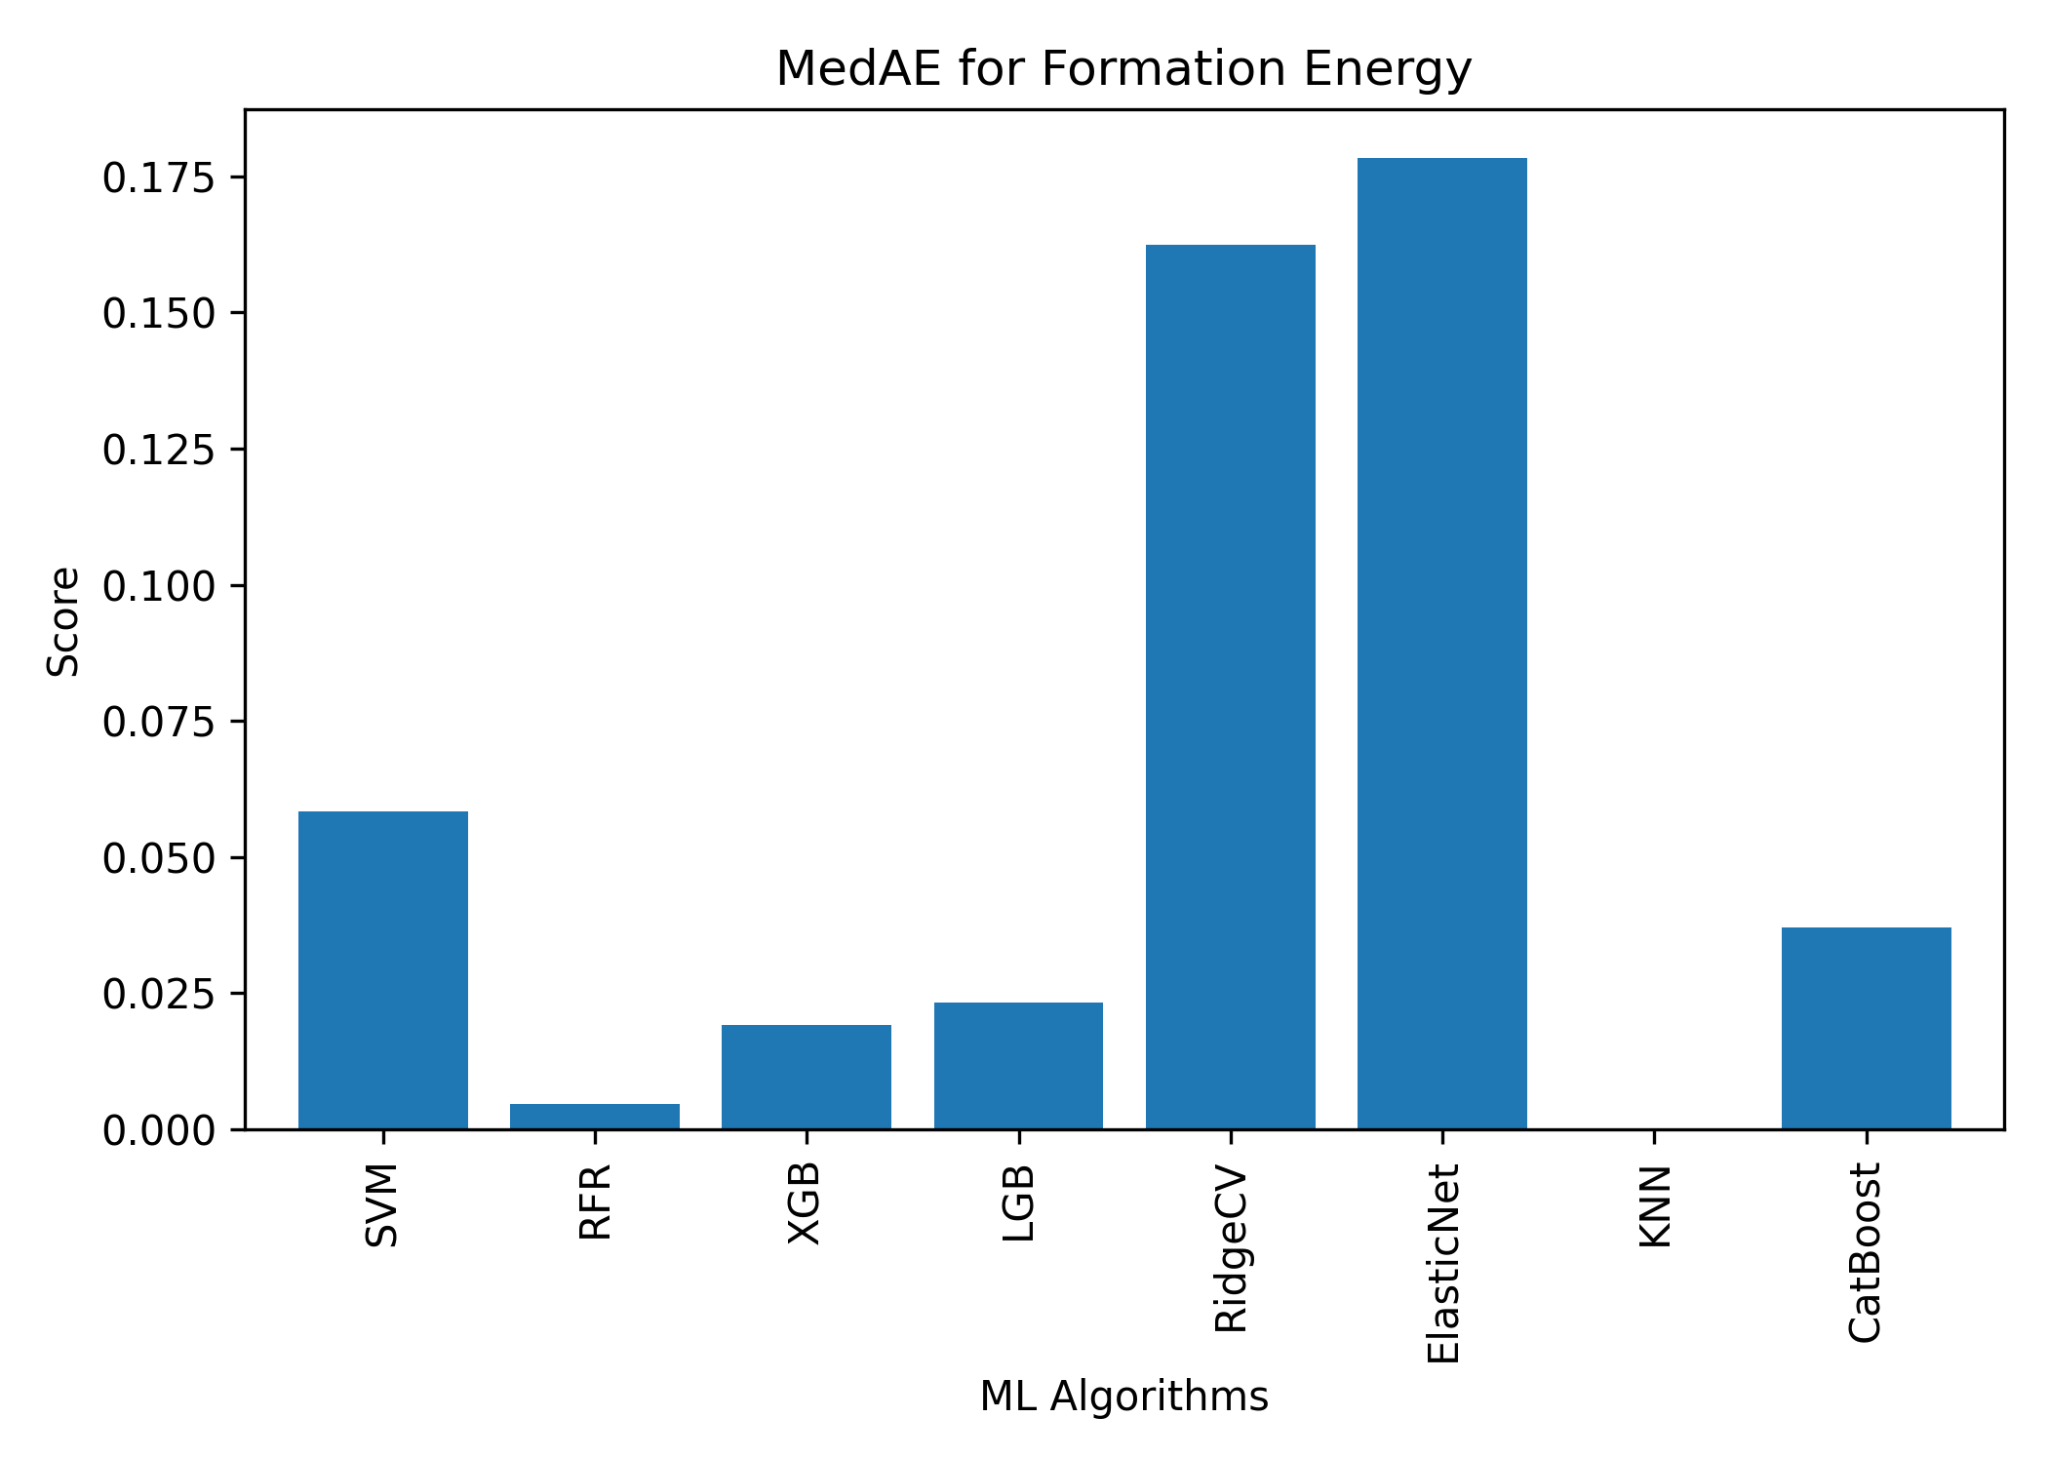 MedAE for Formation Energy
0.175
0.150
0.125
0.100
0.075
0.050
0.025
0.000
Score
SVM
RFR
XGB
LGB
RidgeCV
ElasticNet
KNN
CatBoost
ML Algorithms